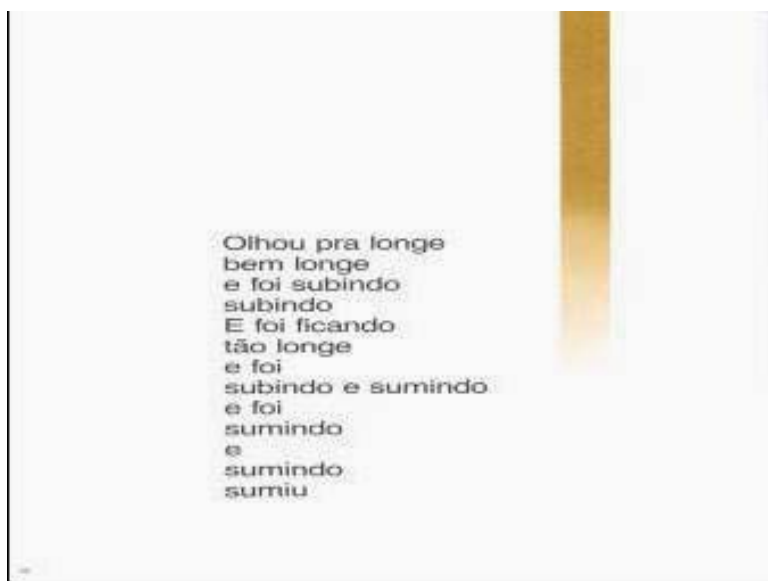 Olhou pra longe
bem longe
e foi subindo
subindo
E foi ficando
tão longe
e foi
subindo e sumindo
e foi
sumindo
e
sumindo
sumiu